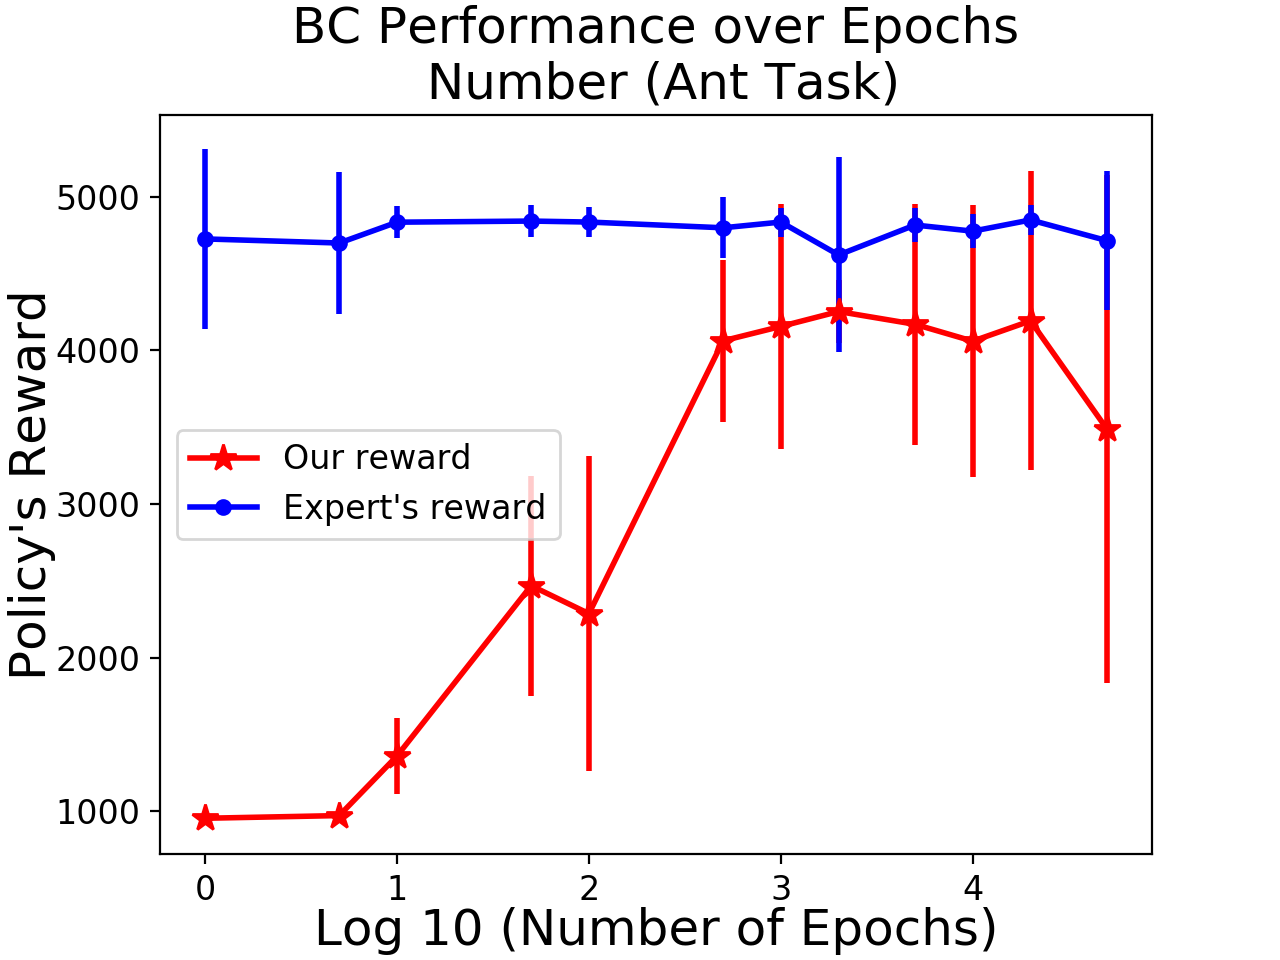 BC Performance over Epochs
Number (Ant Task)
Policy's Reward
5000
4000
3000
2000
1000
Our reward
Expert's reward
0 1 2 3 4
Log 10 (Number of Epochs)